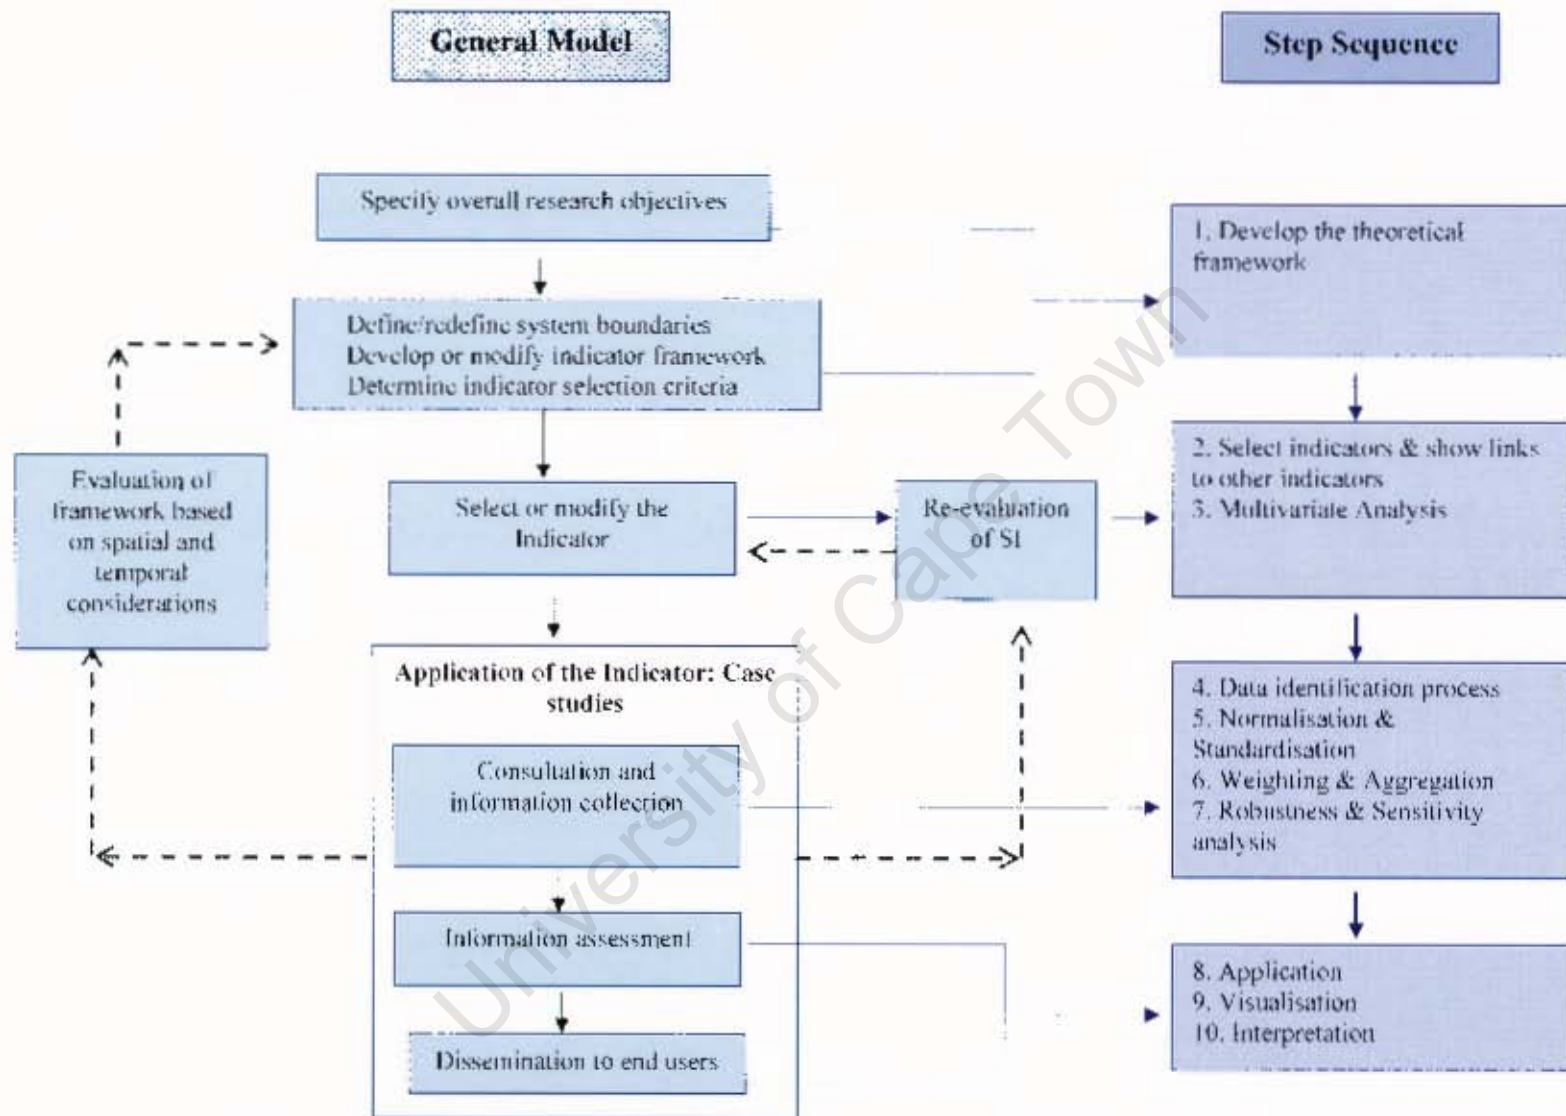 General Model
Step Sequence
Specify overall research objectives
Define/redefine system boundaries
Develop or modify indicator framework
Determine indicator selection criteria
Evaluation of
framework based
on spatial and
temporal
considerations
Select or modify the
Indicator
Re-evaluation
of SI
Application of the Indicator: Case
studies
Consultation and
information collection
Information assessment
Dissemination to end users
1. Develop the theoretical
framework
2. Select indicators & show links
to other indicators
3. Multivariate Analysis
4. Data identification process
5. Normalisation &
Standardisation
6. Weighting & Aggregation
7. Robustness & Sensitivity
analysis
8. Application
9. Visualisation
10. Interpretation
University of Cape Town